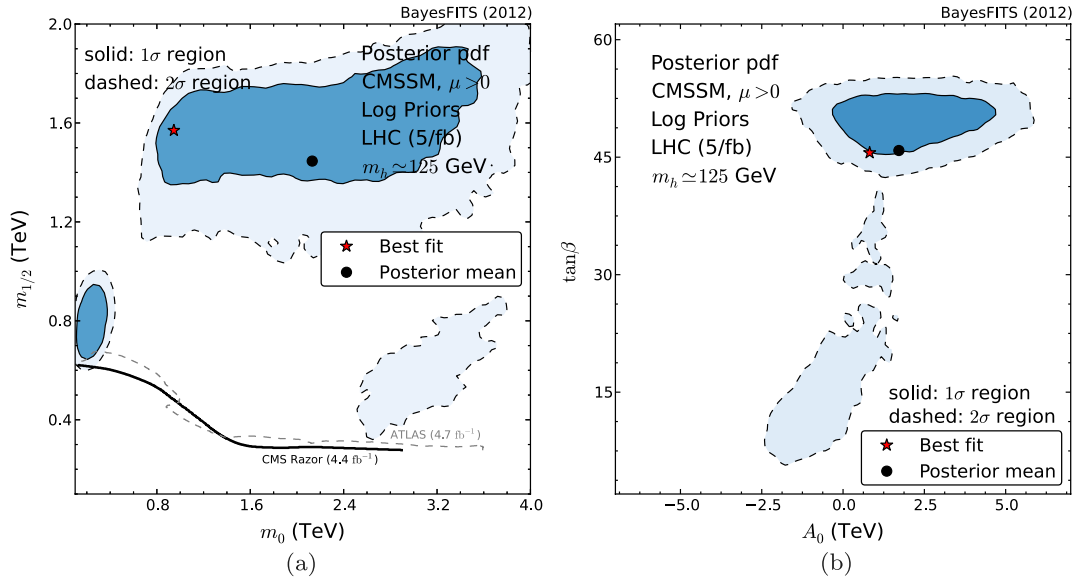 BayesFITS (2012)
solid: 1σ region
dashed: 2σ region
Posterior pdf
CMSSM, μ>0
Log Priors
LHC (5/fb)
m_h≃125 GeV
Best fit
Posterior mean
ATLAS (4.7 fb⁻¹)
CMS Razor (4.4 fb⁻¹)
2.0
1.6
1.2
0.8
0.4
m_{1/2} (TeV)
0.8
1.6
2.4
3.2
4.0
m_0 (TeV)
(a)
BayesFITS (2012)
Posterior pdf
CMSSM, μ>0
Log Priors
LHC (5/fb)
m_h≃125 GeV
solid: 1σ region
dashed: 2σ region
Best fit
Posterior mean
60
45
30
15
tanβ
−5.0
−2.5
0.0
2.5
5.0
A_0 (TeV)
(b)